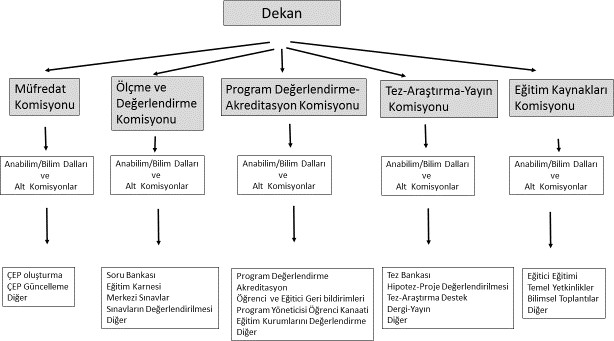 Dekan
Müfredat
Komisyonu
Ölçme ve
Değerlendirme
Komisyonu
Program Değerlendirme-
Akreditasyon Komisyonu
Tez-Araştırma-Yayın
Komisyonu
Eğitim Kaynakları
Komisyonu
Anabilim/Bilim Dalları
ve
Alt Komisyonlar
Anabilim/Bilim Dalları
ve
Alt Komisyonlar
Anabilim/Bilim Dalları
ve
Alt Komisyonlar
Anabilim/Bilim Dalları
ve
Alt Komisyonlar
Anabilim/Bilim Dalları
ve
Alt Komisyonlar
ÇEP oluşturma
ÇEP Güncelleme
Diğer
Soru Bankası
Eğitim Karnesi
Merkezi Sınavlar
Sınavların Değerlendirilmesi
Diğer
Program Değerlendirme
Akreditasyon
Öğrenci ve Eğitici Geri bildirimleri
Program Yöneticisi Öğrenci Kanaati
Eğitim Kurumlarını Değerlendirme
Diğer
Tez Bankası
Hipotez-Proje Değerlendirilmesi
Tez-Araştırma Destek
Dergi-Yayın
Diğer
Eğitici Eğitimi
Temel Yetkinlikler
Bilimsel Toplantılar
Diğer